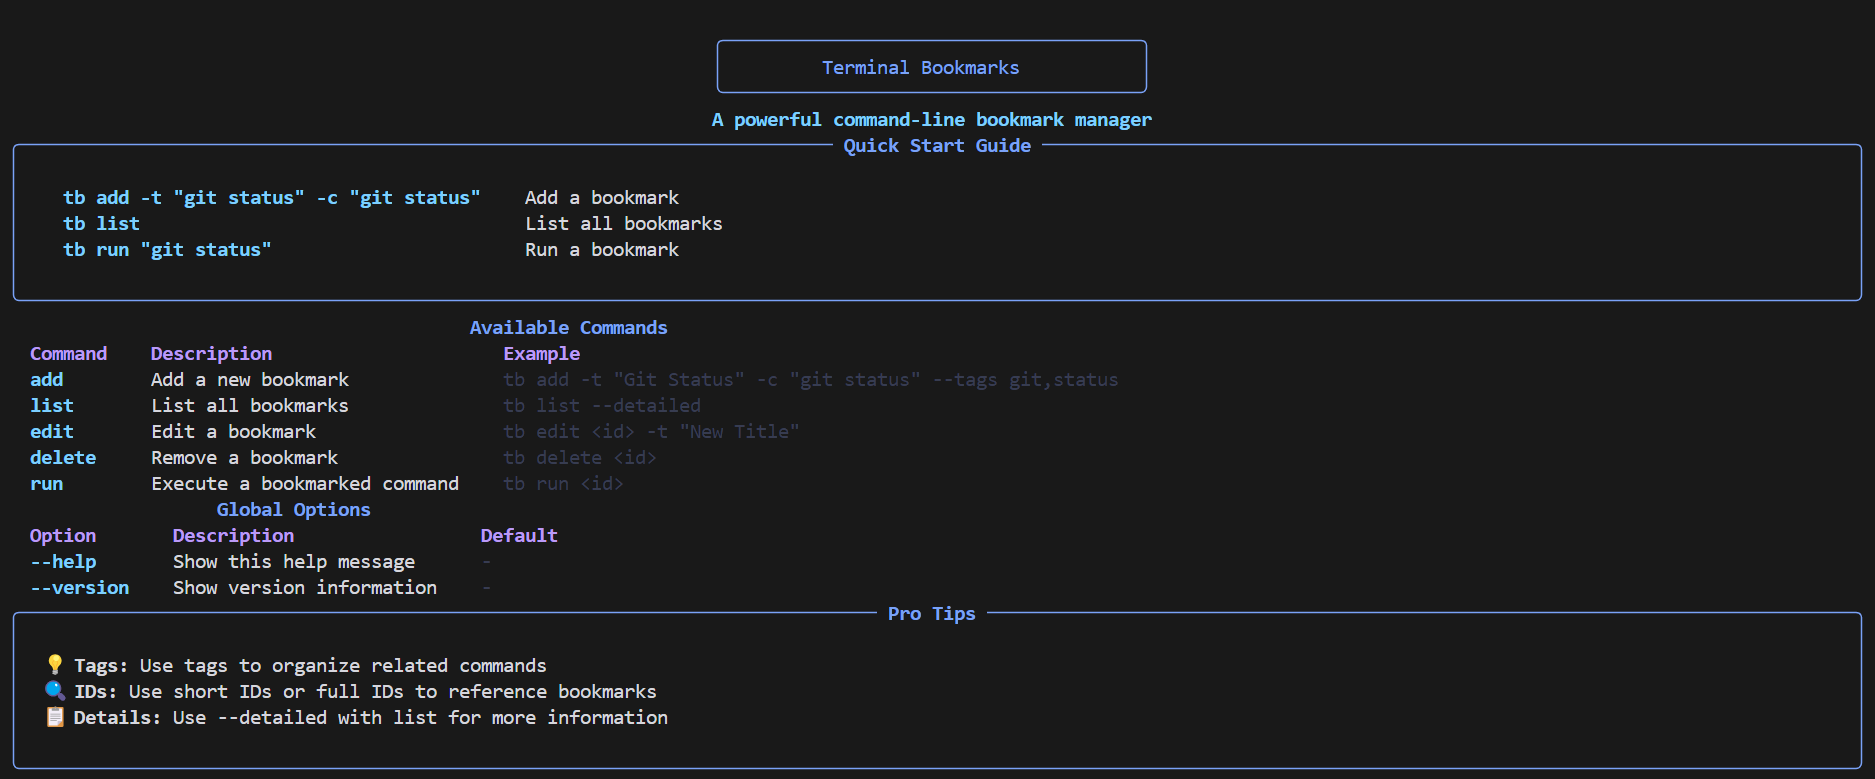 Terminal Bookmarks
A powerful command-line bookmark manager
Quick Start Guide
tb add -t "git status" -c "git status" Add a bookmark
tb list List all bookmarks
tb run "git status" Run a bookmark
Available Commands
Command Description Example
add Add a new bookmark tb add -t "Git Status" -c "git status" --tags git,status
list List all bookmarks tb list --detailed
edit Edit a bookmark tb edit <id> -t "New Title"
delete Remove a bookmark tb delete <id>
run Execute a bookmarked command tb run <id>
Global Options
Option Description Default
--help Show this help message -
--version Show version information -
Pro Tips
💡 Tags: Use tags to organize related commands
🔍 IDs: Use short IDs or full IDs to reference bookmarks
📋 Details: Use --detailed with list for more information